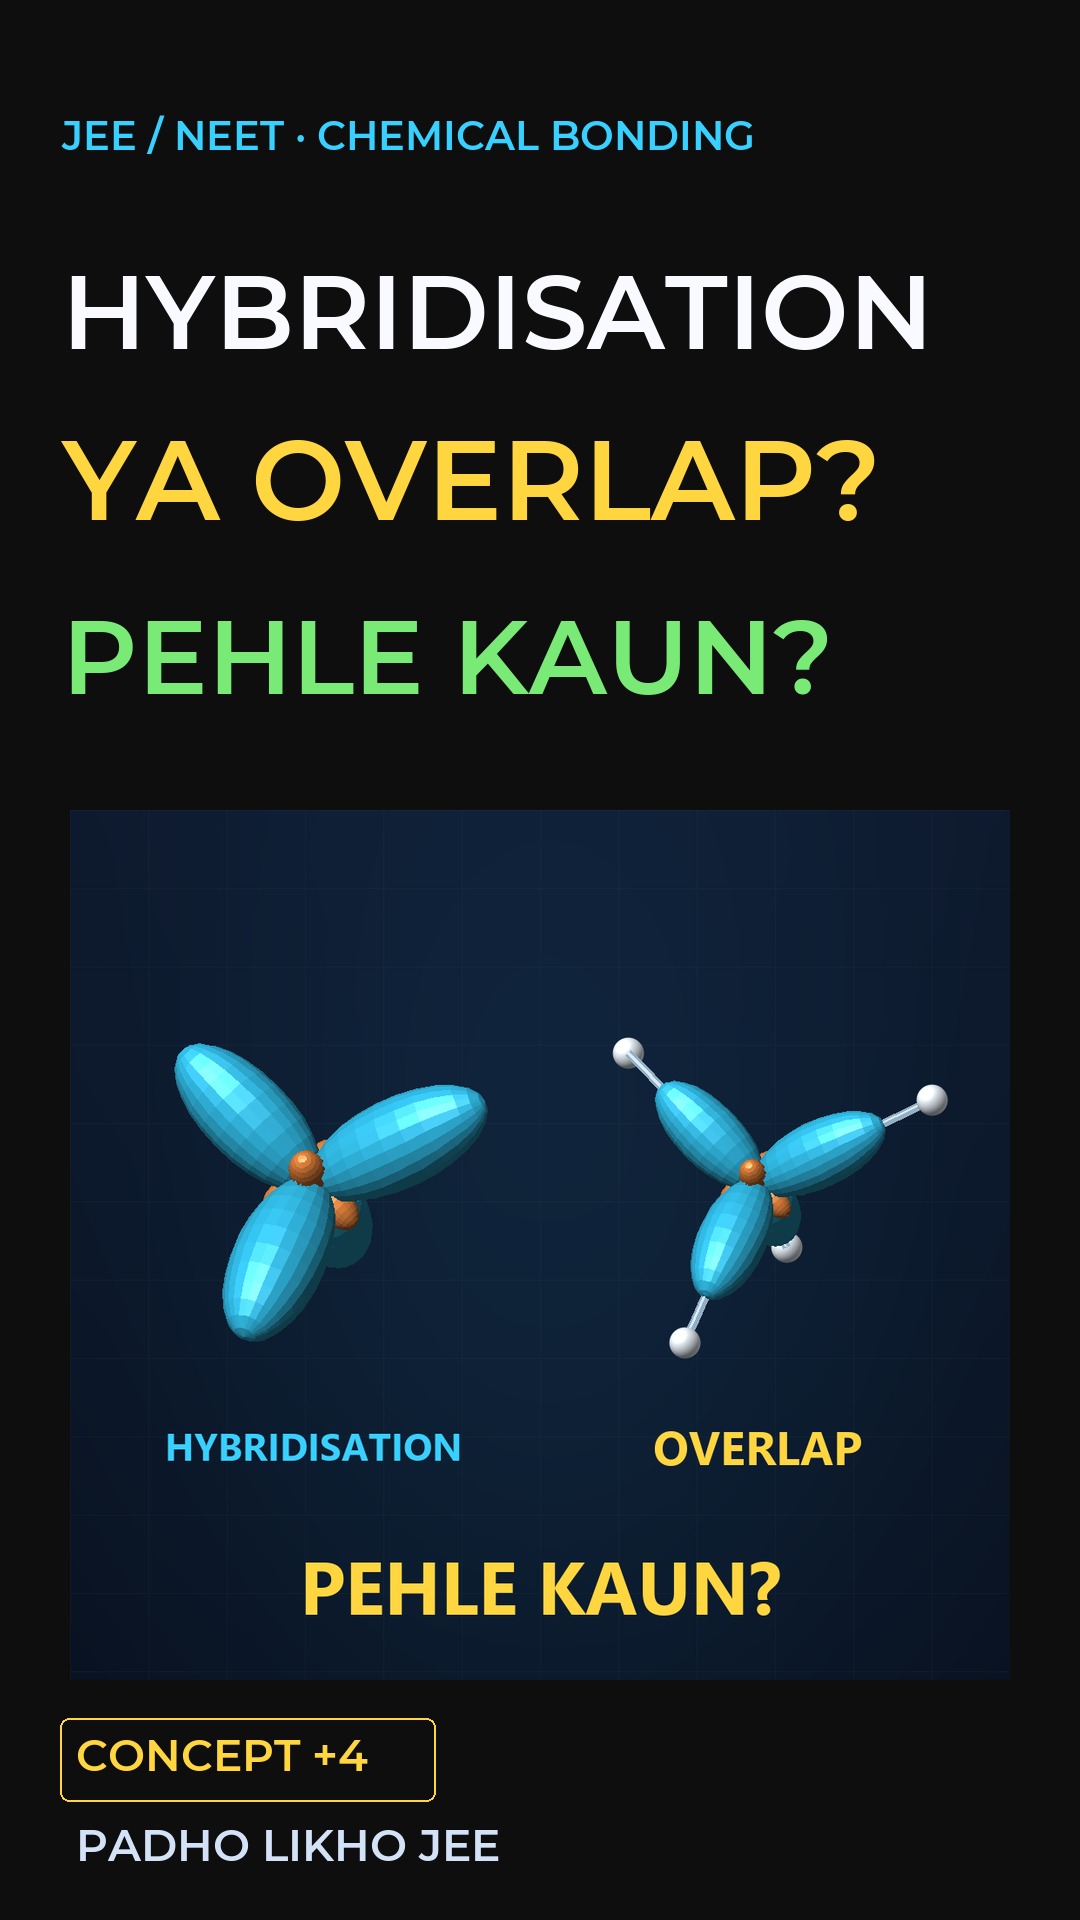 JEE / NEET · CHEMICAL BONDING
HYBRIDISATION
YA OVERLAP?
PEHLE KAUN?
HYBRIDISATION
OVERLAP
PEHLE KAUN?
CONCEPT +4
PADHO LIKHO JEE